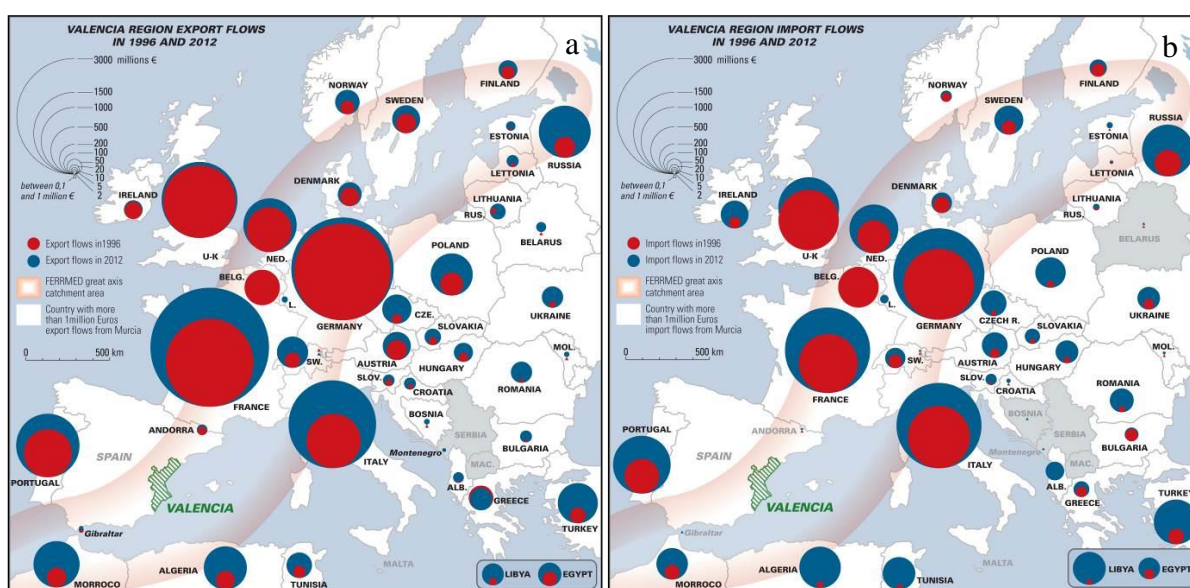 VALENCIA REGION EXPORT FLOWS
IN 1996 AND 2012
a
3000 millions €
1500
1000
500
200
100
50
20
10
5
2
between 0,1
and 1 million €
Export flows in 1996
Export flows in 2012
FERRMED great axis
catchment area
Country with more
than 1million Euros
export flows from Murcia
0 500 km
NORWAY
SWEDEN
FINLAND
ESTONIA
RUSSIA
LETTONIA
LITHUANIA
RUS.
BELARUS
IRELAND
U-K
DENMARK
NED.
BELG.
L.
GERMANY
POLAND
CZE.
SLOVAKIA
UKRAINE
SW.
AUSTRIA
HUNGARY
MOL.
SLOV.
CROATIA
ROMANIA
FRANCE
ANDORRA
BOSNIA
SERBIA
BULGARIA
Montenegro
MAC.
ITALY
ALB.
GREECE
PORTUGAL
SPAIN
VALENCIA
Gibraltar
TURKEY
MORROCO
ALGERIA
TUNISIA
MALTA
LIBYA
EGYPT
VALENCIA REGION IMPORT FLOWS
IN 1996 AND 2012
b
3000 millions €
1500
1000
500
200
100
50
20
10
5
2
between 0,1
and 1 million €
Import flows in1996
Import flows in 2012
FERRMED great axis
catchment area
Country with more
than 1million Euros
import flows from Murcia
0 500 km
NORWAY
SWEDEN
FINLAND
ESTONIA
RUSSIA
LETTONIA
LITHUANIA
RUS.
BELARUS
IRELAND
U-K
DENMARK
NED.
BELG.
L.
GERMANY
POLAND
CZECH R.
SLOVAKIA
UKRAINE
SW.
AUSTRIA
HUNGARY
MOL.
SLOV.
CROATIA
ROMANIA
FRANCE
ANDORRA
BOSNIA
SERBIA
BULGARIA
Montenegro
MAC.
ITALY
ALB.
GREECE
PORTUGAL
SPAIN
VALENCIA
Gibraltar
TURKEY
MORROCO
ALGERIA
TUNISIA
MALTA
LIBYA
EGYPT